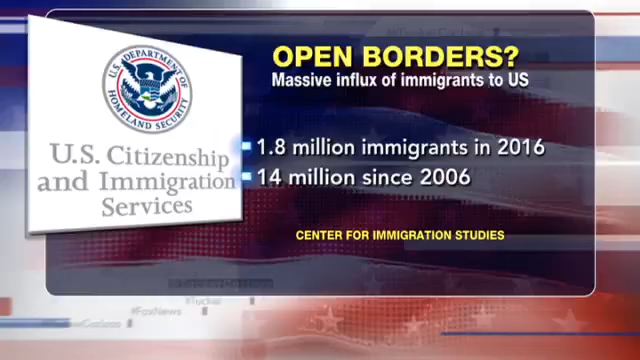 OPEN BORDERS?
Massive influx of immigrants to US
U.S. DEPARTMENT OF HOMELAND SECURITY
U.S. Citizenship
and Immigration
Services
1.8 million immigrants in 2016
14 million since 2006
CENTER FOR IMMIGRATION STUDIES
#Tucker
#FoxNews